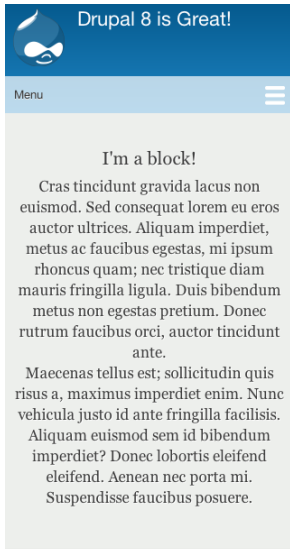 Drupal 8 is Great!
Menu
I'm a block!
Cras tincidunt gravida lacus non
euismod. Sed consequat lorem eu eros
auctor ultrices. Aliquam imperdiet,
metus ac faucibus egestas, mi ipsum
rhoncus quam; nec tristique diam
mauris fringilla ligula. Duis bibendum
metus non egestas pretium. Donec
rutrum faucibus orci, auctor tincidunt
ante.
Maecenas tellus est; sollicitudin quis
risus a, maximus imperdiet enim. Nunc
vehicula justo id ante fringilla facilisis.
Aliquam euismod sem id bibendum
imperdiet? Donec lobortis eleifend
eleifend. Aenean nec porta mi.
Suspendisse faucibus posuere.